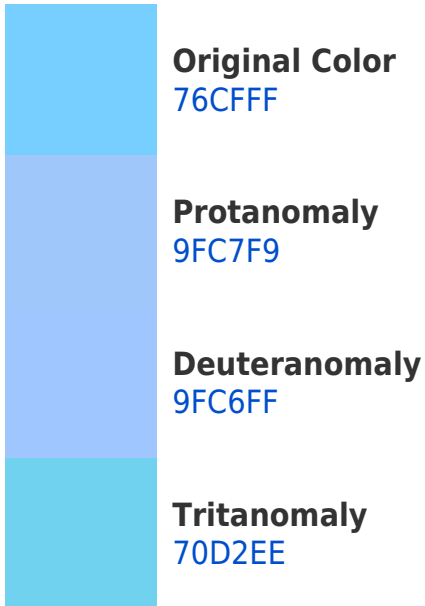 Original Color
76CFFF
Protanomaly
9FC7F9
Deuteranomaly
9FC6FF
Tritanomaly
70D2EE